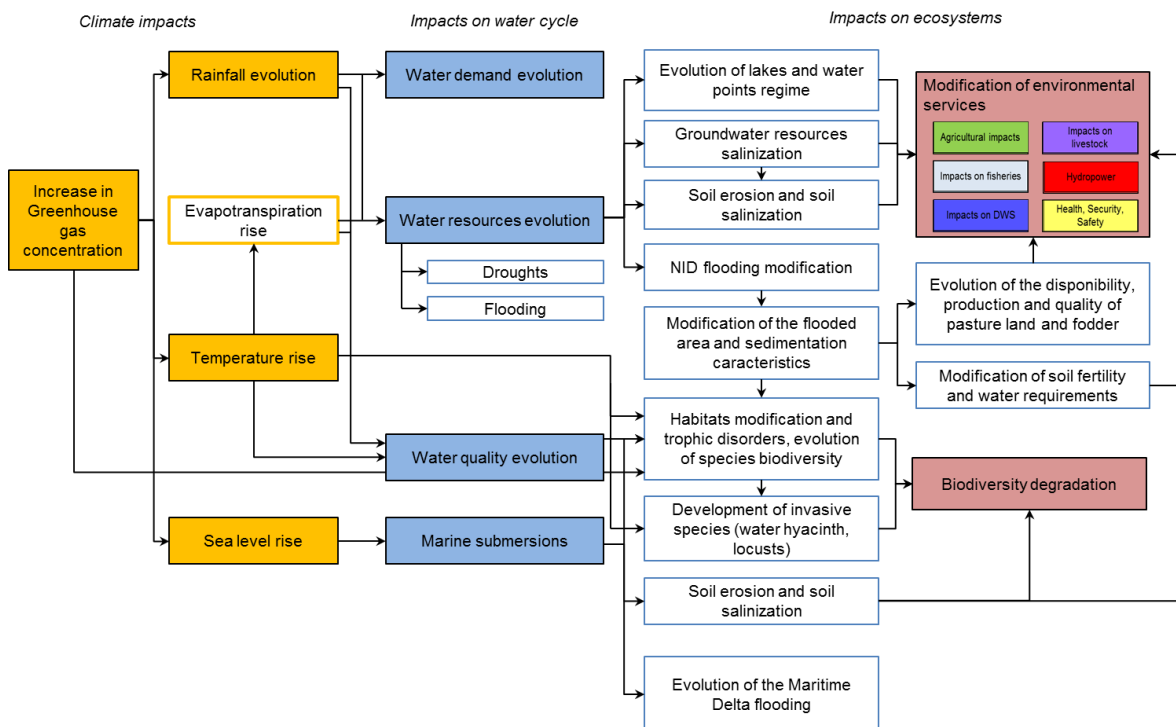 Climate impacts
Impacts on water cycle
Impacts on ecosystems
Increase in
Greenhouse
gas
concentration
Rainfall evolution
Evapotranspiration
rise
Temperature rise
Sea level rise
Water demand evolution
Water resources evolution
Droughts
Flooding
Water quality evolution
Marine submersions
Evolution of lakes and water
points regime
Groundwater resources
salinization
Soil erosion and soil
salinization
NID flooding modification
Modification of the flooded
area and sedimentation
caracteristics
Habitats modification and
trophic disorders, evolution
of species biodiversity
Development of invasive
species (water hyacinth,
locusts)
Soil erosion and soil
salinization
Evolution of the Maritime
Delta flooding
Modification of environmental
services
Agricultural impacts
Impacts on
livestock
Impacts on fisheries
Hydropower
Impacts on DWS
Health, Security,
Safety
Evolution of the disponibility,
production and quality of
pasture land and fodder
Modification of soil fertility
and water requirements
Biodiversity degradation